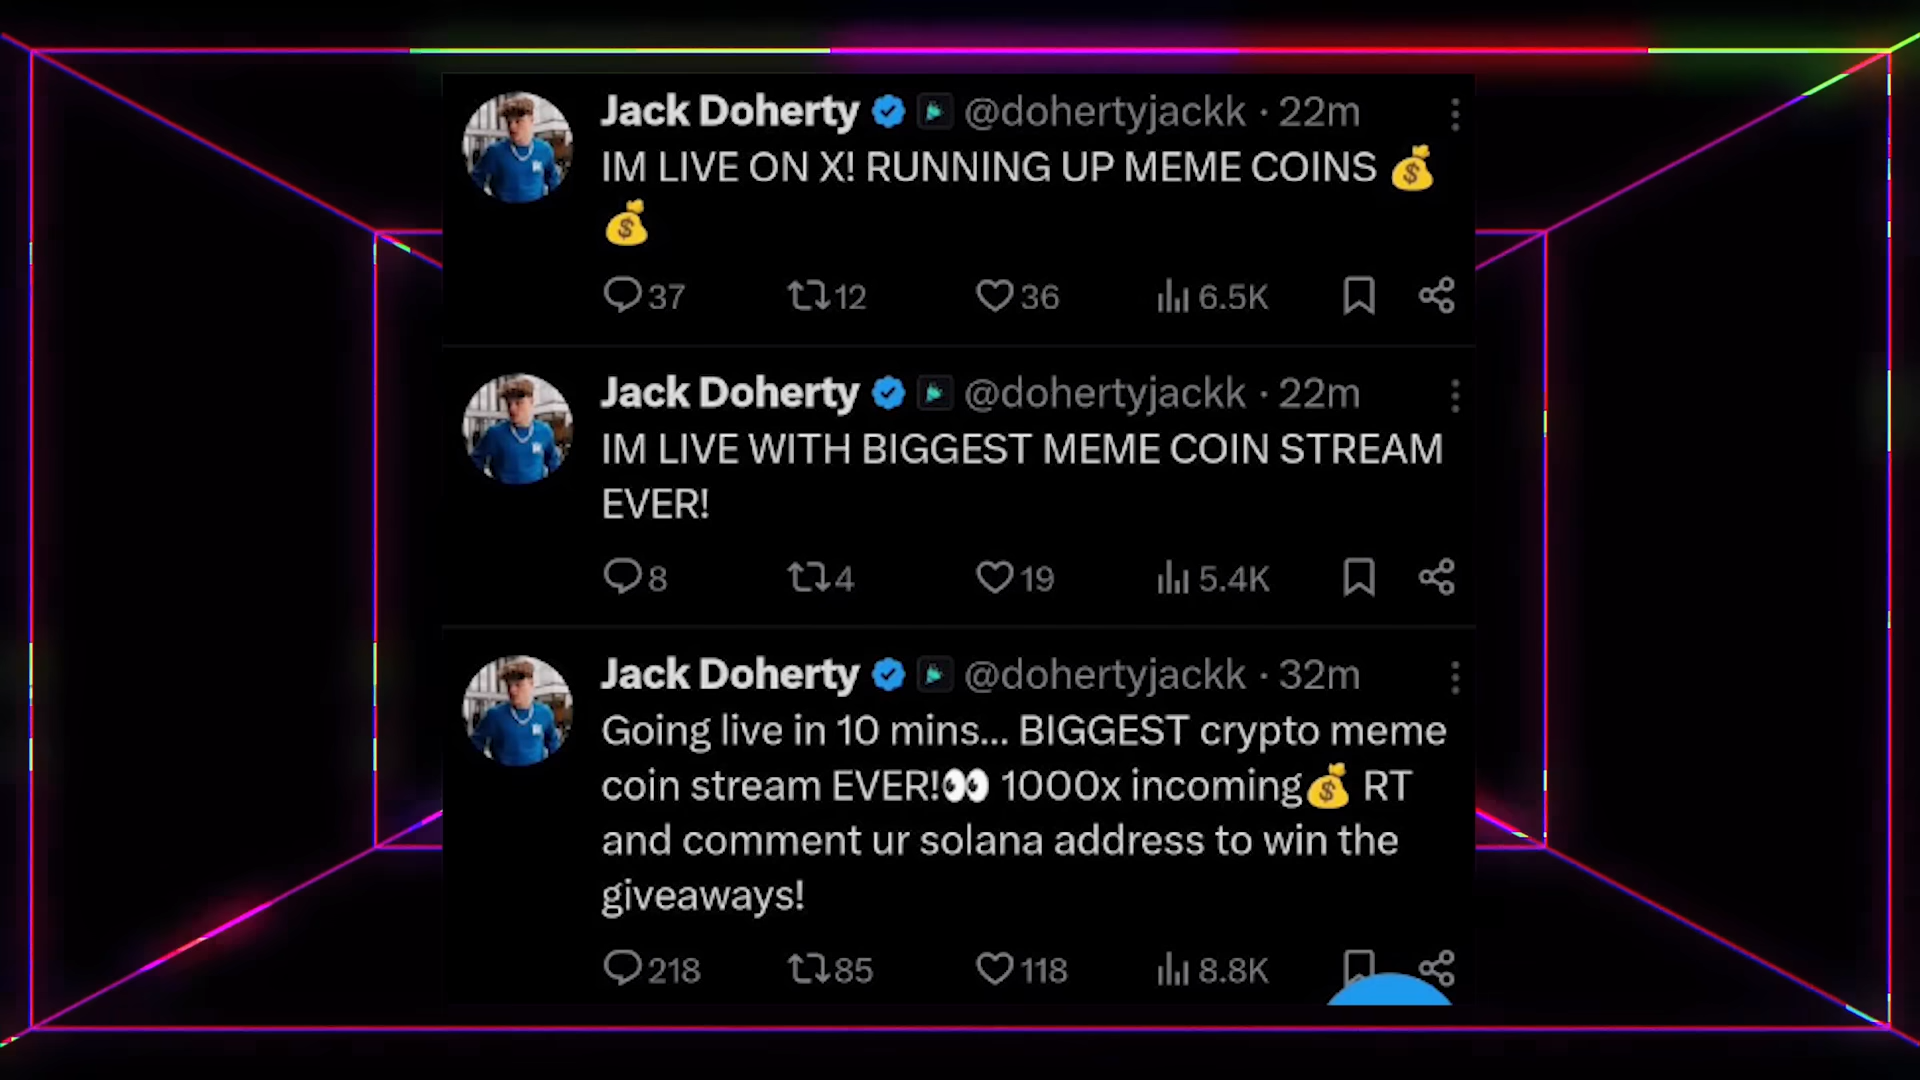 Jack Doherty @dohertyjackk · 22m
IM LIVE ON X! RUNNING UP MEME COINS 💰
💰
37 12 36 6.5K
Jack Doherty @dohertyjackk · 22m
IM LIVE WITH BIGGEST MEME COIN STREAM
EVER!
8 4 19 5.4K
Jack Doherty @dohertyjackk · 32m
Going live in 10 mins... BIGGEST crypto meme
coin stream EVER!👀 1000x incoming💰 RT
and comment ur solana address to win the
giveaways!
218 85 118 8.8K